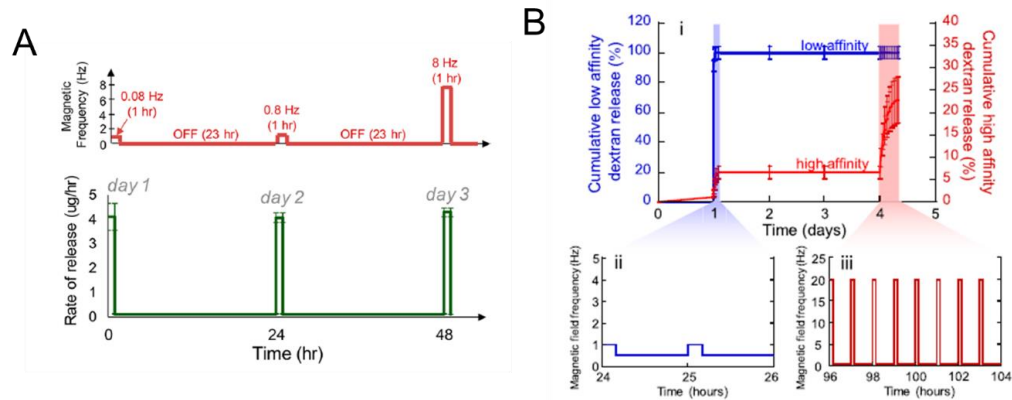 A
Magnetic
Frequency (Hz)
8
6
4
2
0
0.08 Hz
(1 hr)
OFF (23 hr)
0.8 Hz
(1 hr)
OFF (23 hr)
8 Hz
(1 hr)
Rate of release (ug/hr)
5
4
3
2
1
0
day 1
day 2
day 3
0
24
48
Time (hr)
B
i
Cumulative low affinity
dextran release (%)
120
100
80
60
40
20
0
low-affinity
high-affinity
40
35
30
25
20
15
10
5
0
Cumulative high affinity
dextran release (%)
0
1
2
3
4
5
Time (days)
ii
Magnetic field frequency (Hz)
5
4
3
2
1
0
24
25
26
Time (hours)
iii
Magnetic field frequency (Hz)
25
20
15
10
5
0
96
98
100
102
104
Time (hours)